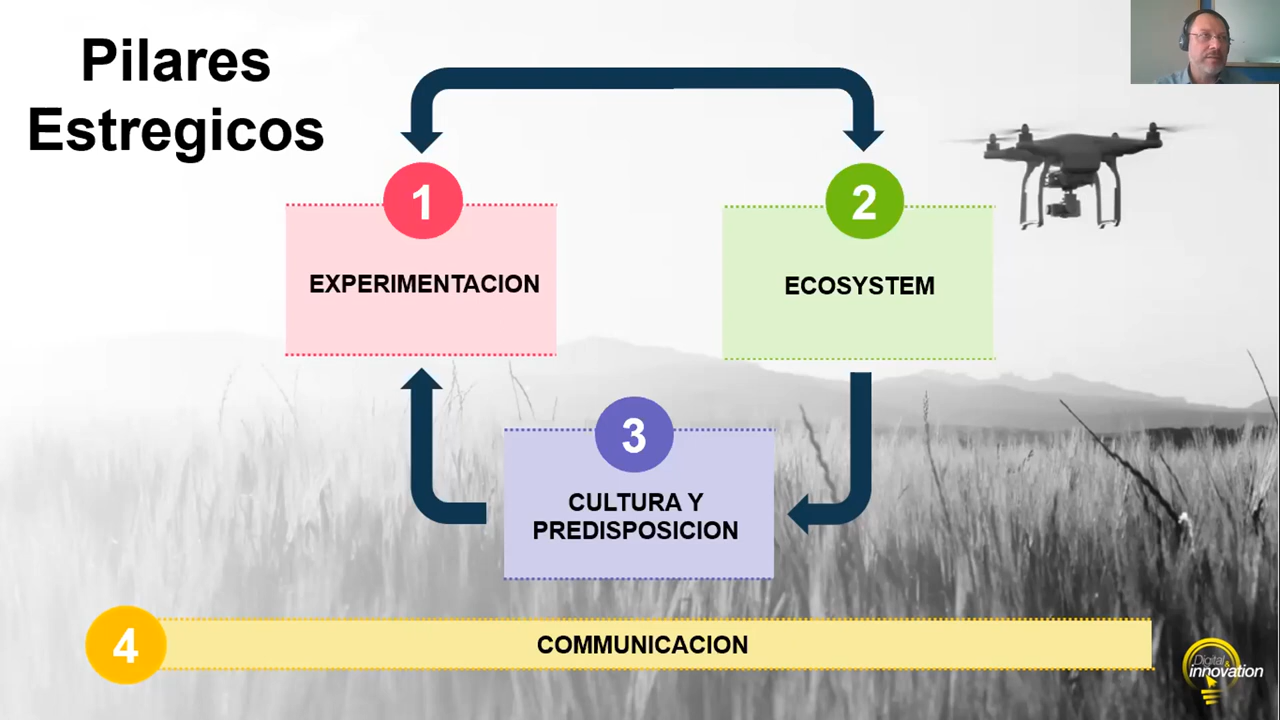 Pilares
Estregicos
1
EXPERIMENTACION
2
ECOSYSTEM
3
CULTURA Y
PREDISPOSICION
4
COMMUNICACION
Digital&
innovation